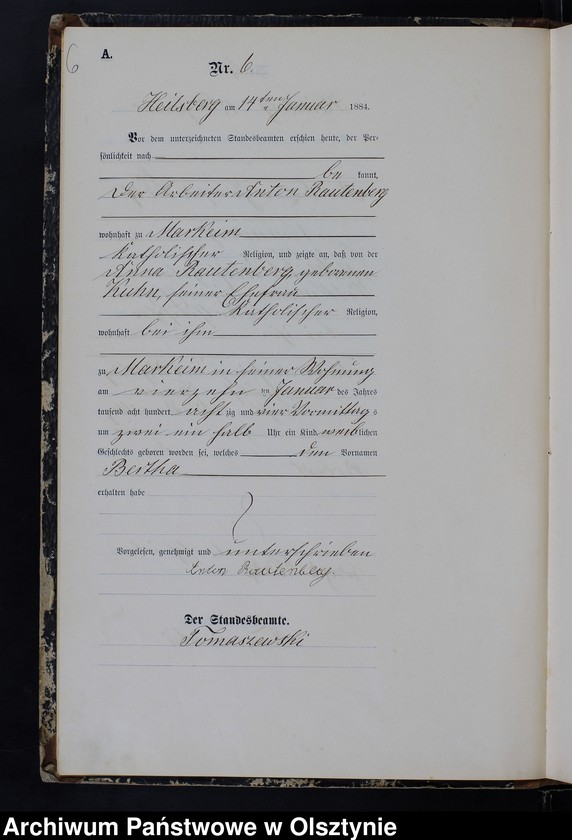 6
A.
Nr. 6.
Heilsberg am 14ten Januar 1884.
Vor dem unterzeichneten Standesbeamten erschien heute, der Per-
sönlichkeit nach
be kannt,
Der Arbeiter Anton Rautenberg
wohnhaft zu Markeim
katholischer Religion, und zeigte an, daß von der
Anna Rautenberg geborenen
Kuhn, seiner Ehefrau
katholischer Religion,
wohnhaft bei ihm
zu Markeim in seiner Wohnung
am vierzehn ten Januar des Jahres
tausend acht hundert achtzig und vier Vormittags
um zwei ein halb Uhr ein Kind weiblichen
Geschlechts geboren worden sei, welches den Vornamen
Bertha
erhalten habe
Vorgelesen, genehmigt und unterschrieben
Anton Rautenberg.
Der Standesbeamte.
Tomaszewski
Archiwum Państwowe w Olsztynie